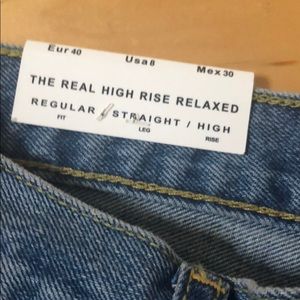 Eur 40 Usa 8 Mex 30
THE REAL HIGH RISE RELAXED
REGULAR / STRAIGHT / HIGH
FIT LEG RISE